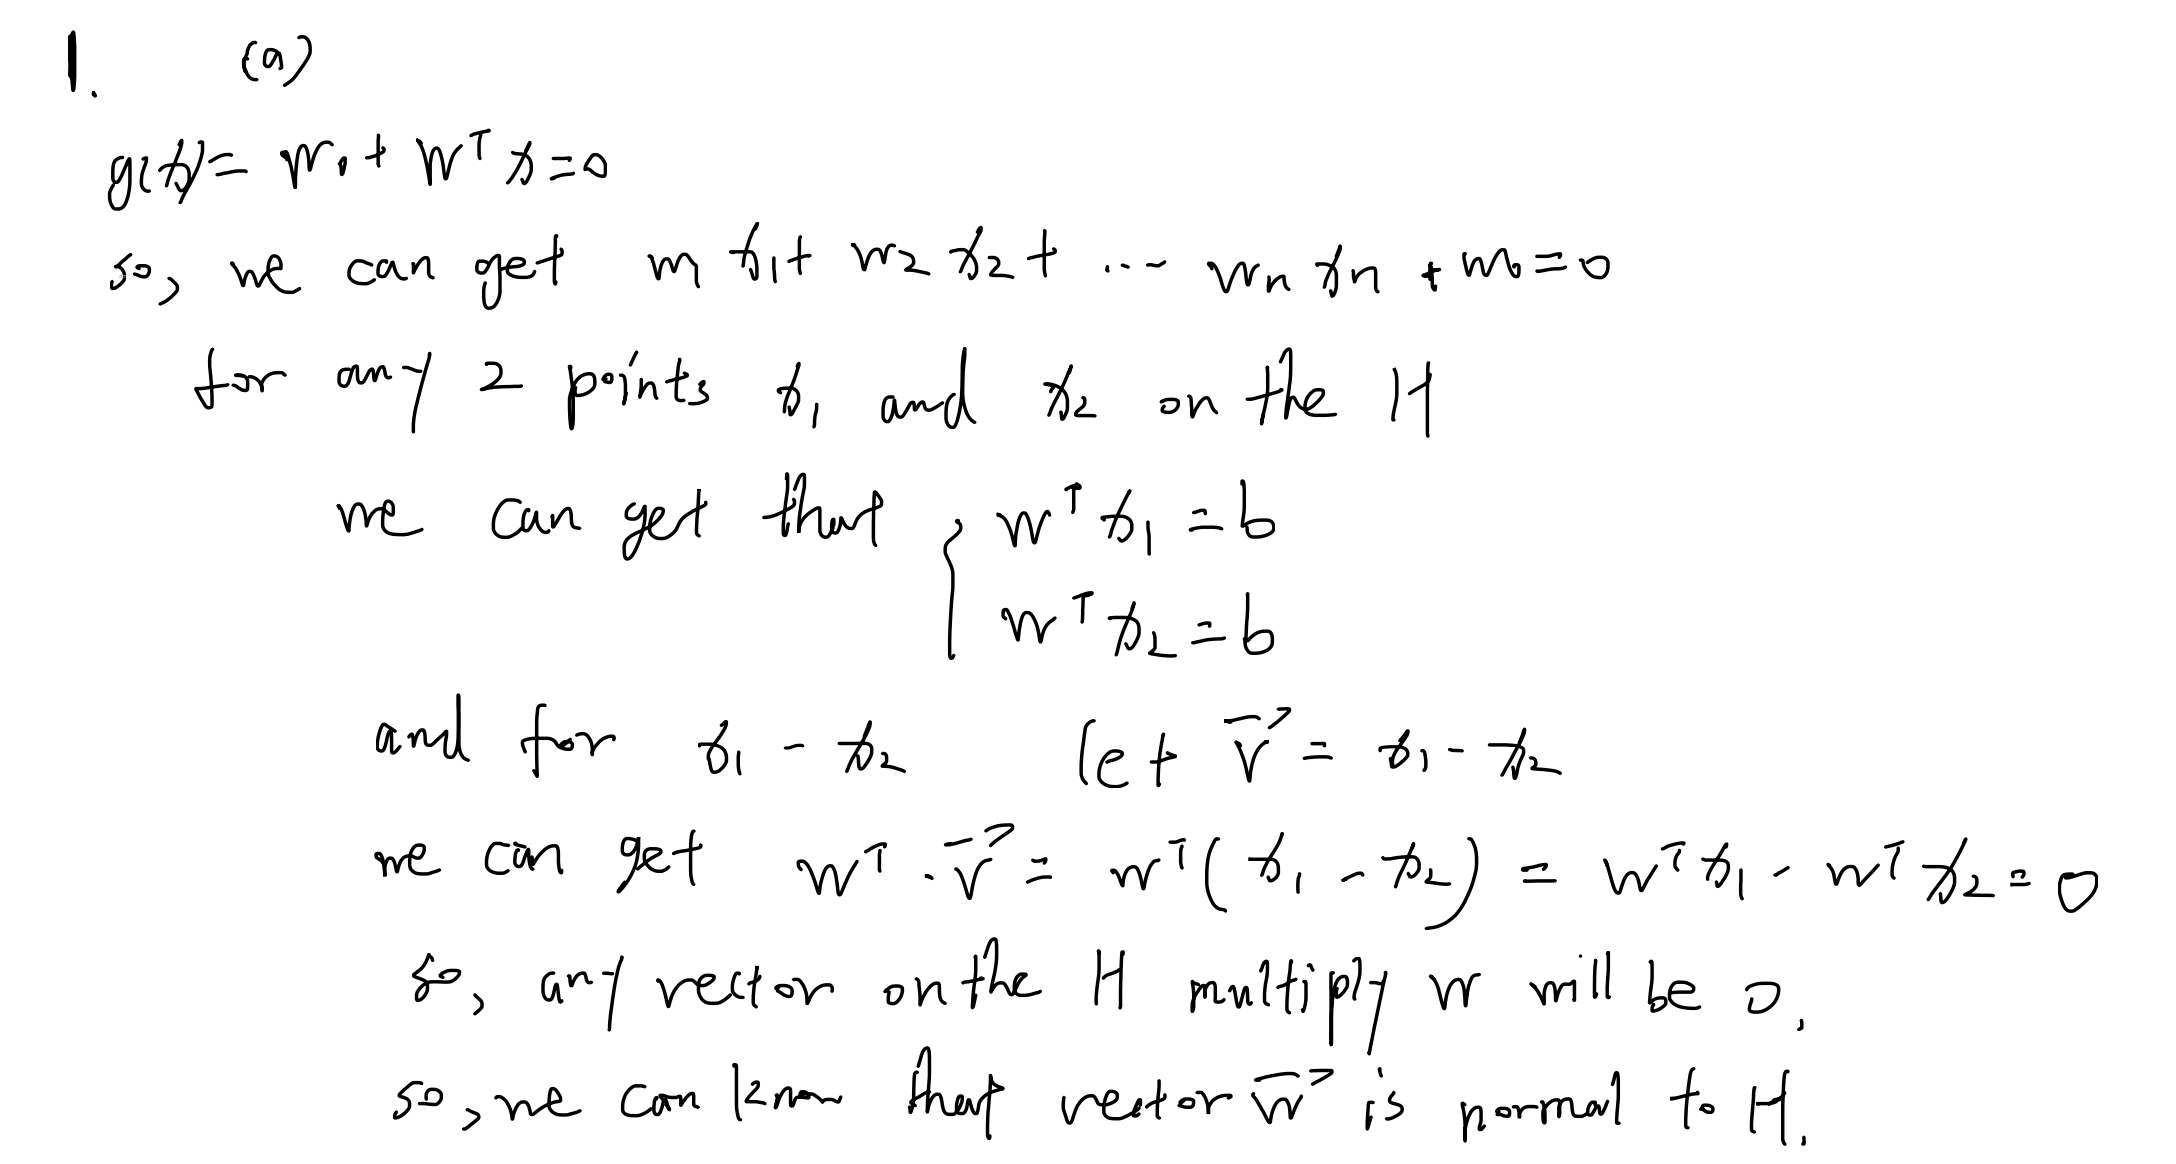 1. (a)
g(x) = w₀ + wᵀx = 0
so, we can get w₁x₁ + w₂x₂ + ... wₙxₙ + w₀ = 0
for any 2 points x₁ and x₂ on the H
we can get that { wᵀx₁ = b
wᵀx₂ = b
and for x₁ - x₂ let v⃗ = x₁ - x₂
we can get wᵀ · v⃗ = wᵀ(x₁ - x₂) = wᵀx₁ - wᵀx₂ = 0
so, any vector on the H multiply w will be 0.
so, we can know that vector w⃗ is normal to H.